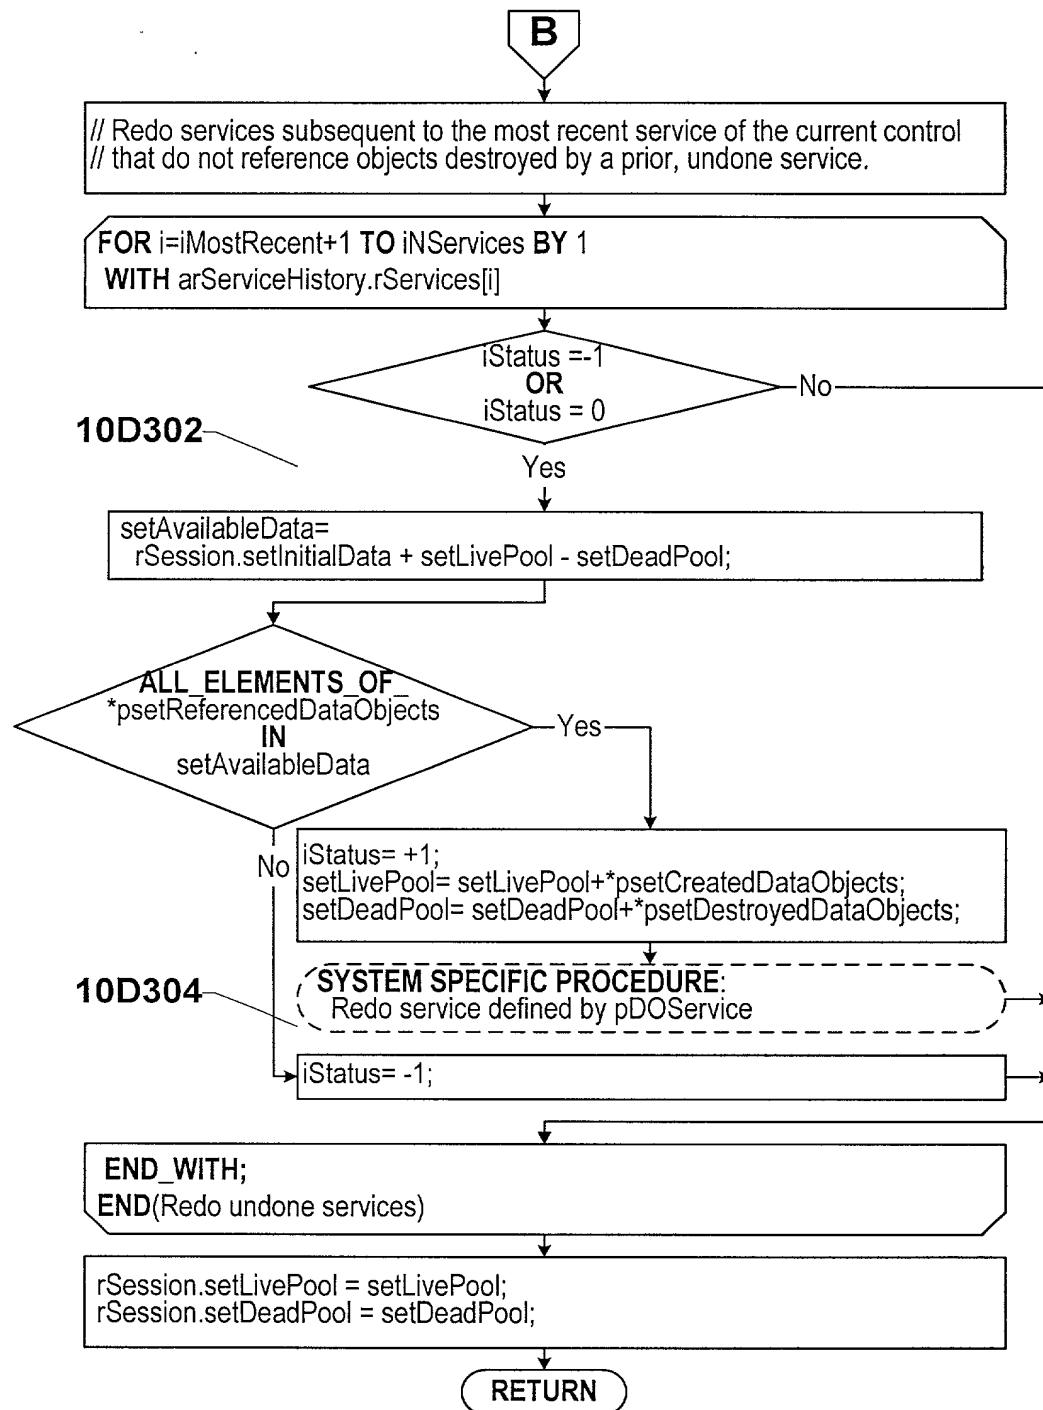 B
// Redo services subsequent to the most recent service of the current control
// that do not reference objects destroyed by a prior, undone service.
FOR i=iMostRecent+1 TO iNServices BY 1
WITH arServiceHistory.rServices[i]
iStatus =-1
OR
iStatus = 0
No
10D302
Yes
setAvailableData=
rSession.setInitialData + setLivePool - setDeadPool;
ALL_ELEMENTS_OF_
*psetReferencedDataObjects
IN
setAvailableData
Yes
No
iStatus= +1;
setLivePool= setLivePool+*psetCreatedDataObjects;
setDeadPool= setDeadPool+*psetDestroyedDataObjects;
10D304
SYSTEM SPECIFIC PROCEDURE:
Redo service defined by pDOService
iStatus= -1;
END_WITH;
END(Redo undone services)
rSession.setLivePool = setLivePool;
rSession.setDeadPool = setDeadPool;
RETURN